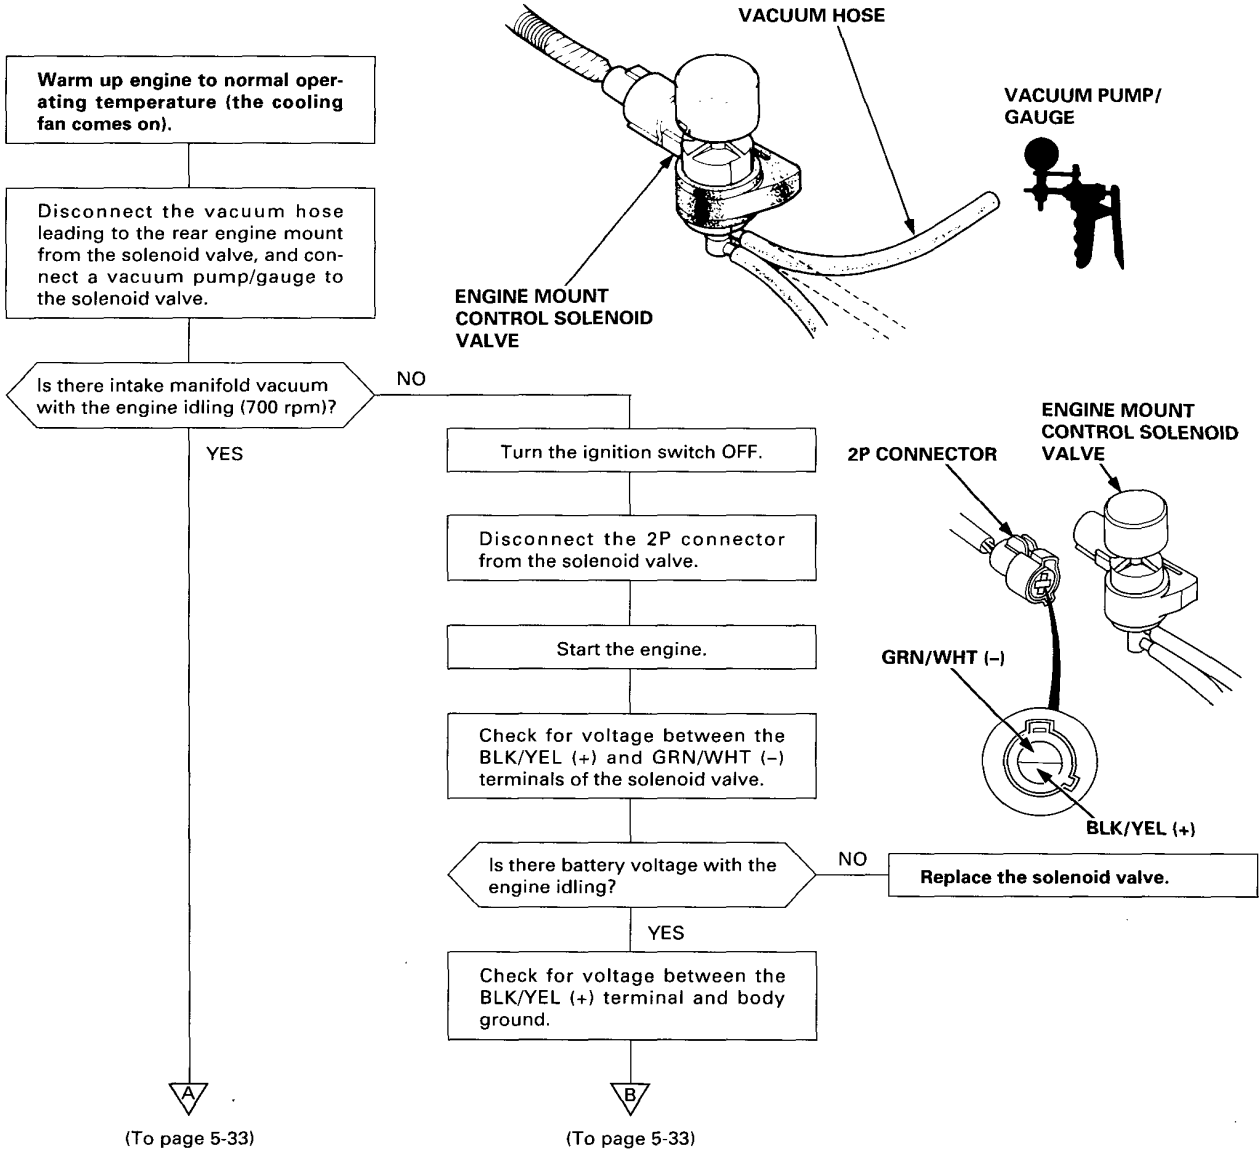 VACUUM HOSE
Warm up engine to normal oper-
ating temperature (the cooling
fan comes on).
VACUUM PUMP/
GAUGE
Disconnect the vacuum hose
leading to the rear engine mount
from the solenoid valve, and con-
nect a vacuum pump/gauge to
the solenoid valve.
ENGINE MOUNT
CONTROL SOLENOID
VALVE
Is there intake manifold vacuum
with the engine idling (700 rpm)?
NO
YES
Turn the ignition switch OFF.
Disconnect the 2P connector
from the solenoid valve.
Start the engine.
Check for voltage between the
BLK/YEL (+) and GRN/WHT (–)
terminals of the solenoid valve.
ENGINE MOUNT
CONTROL SOLENOID
VALVE
2P CONNECTOR
GRN/WHT (–)
BLK/YEL (+)
Is there battery voltage with the
engine idling?
NO
Replace the solenoid valve.
YES
Check for voltage between the
BLK/YEL (+) terminal and body
ground.
A
B
(To page 5-33)
(To page 5-33)